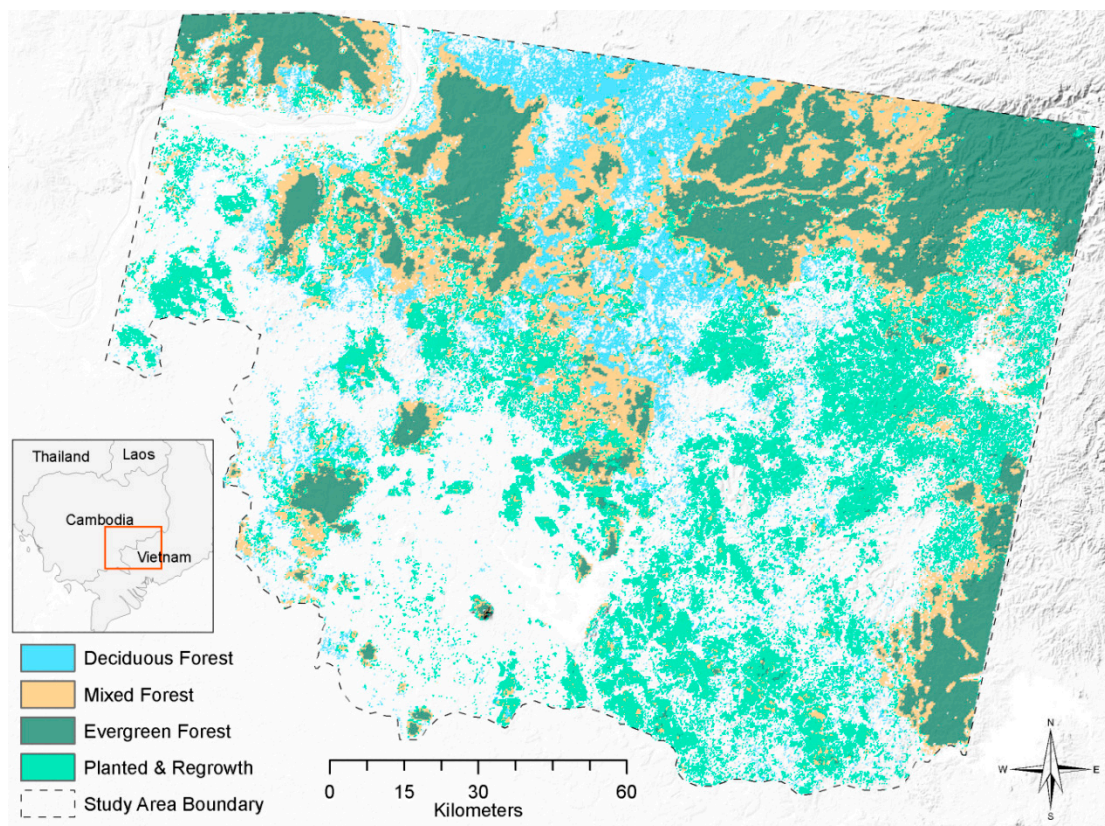 Thailand
Laos
Cambodia
Vietnam
Deciduous Forest
Mixed Forest
Evergreen Forest
Planted & Regrowth
Study Area Boundary
0 15 30 60
Kilometers
N
W E
S